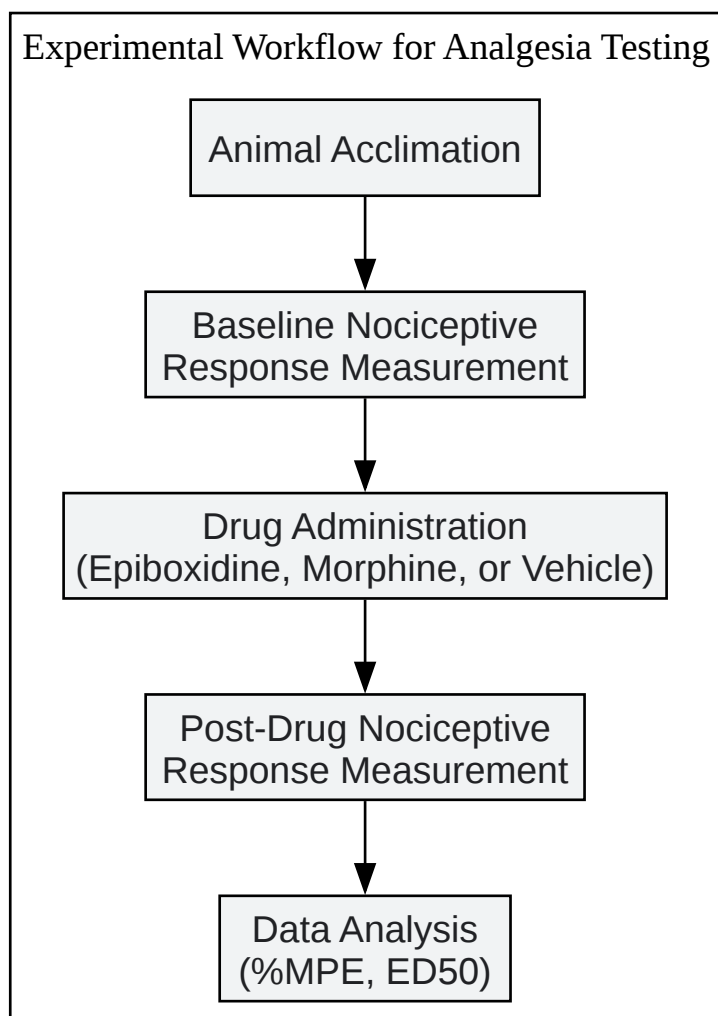 Experimental Workflow for Analgesia Testing
Animal Acclimation
Baseline Nociceptive
Response Measurement
Drug Administration
(Epiboxidine, Morphine, or Vehicle)
Post-Drug Nociceptive
Response Measurement
Data Analysis
(%MPE, ED50)